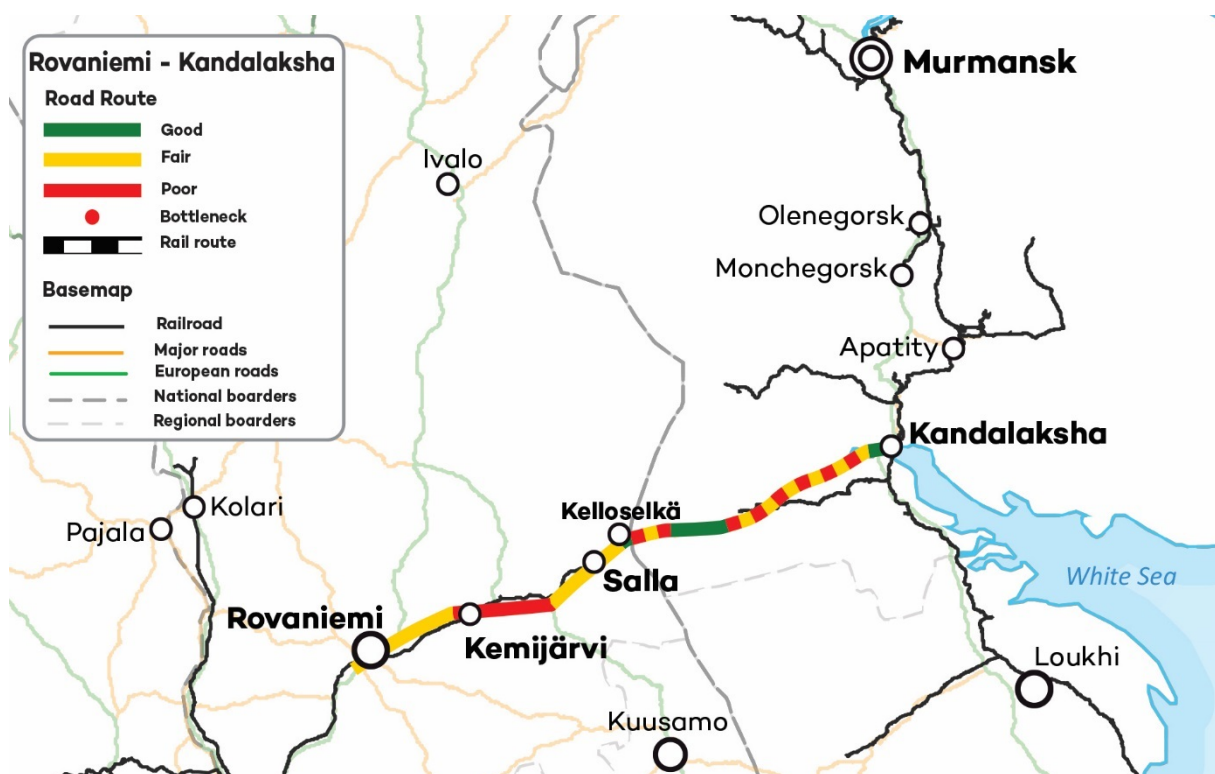 Rovaniemi - Kandalaksha
Road Route
Good
Fair
Poor
Bottleneck
Rail route
Basemap
Railroad
Major roads
European roads
National boarders
Regional boarders
Murmansk
Ivalo
Olenegorsk
Monchegorsk
Apatity
Kandalaksha
Kolari
Pajala
Kelloselkä
Salla
White Sea
Rovaniemi
Kemijärvi
Loukhi
Kuusamo